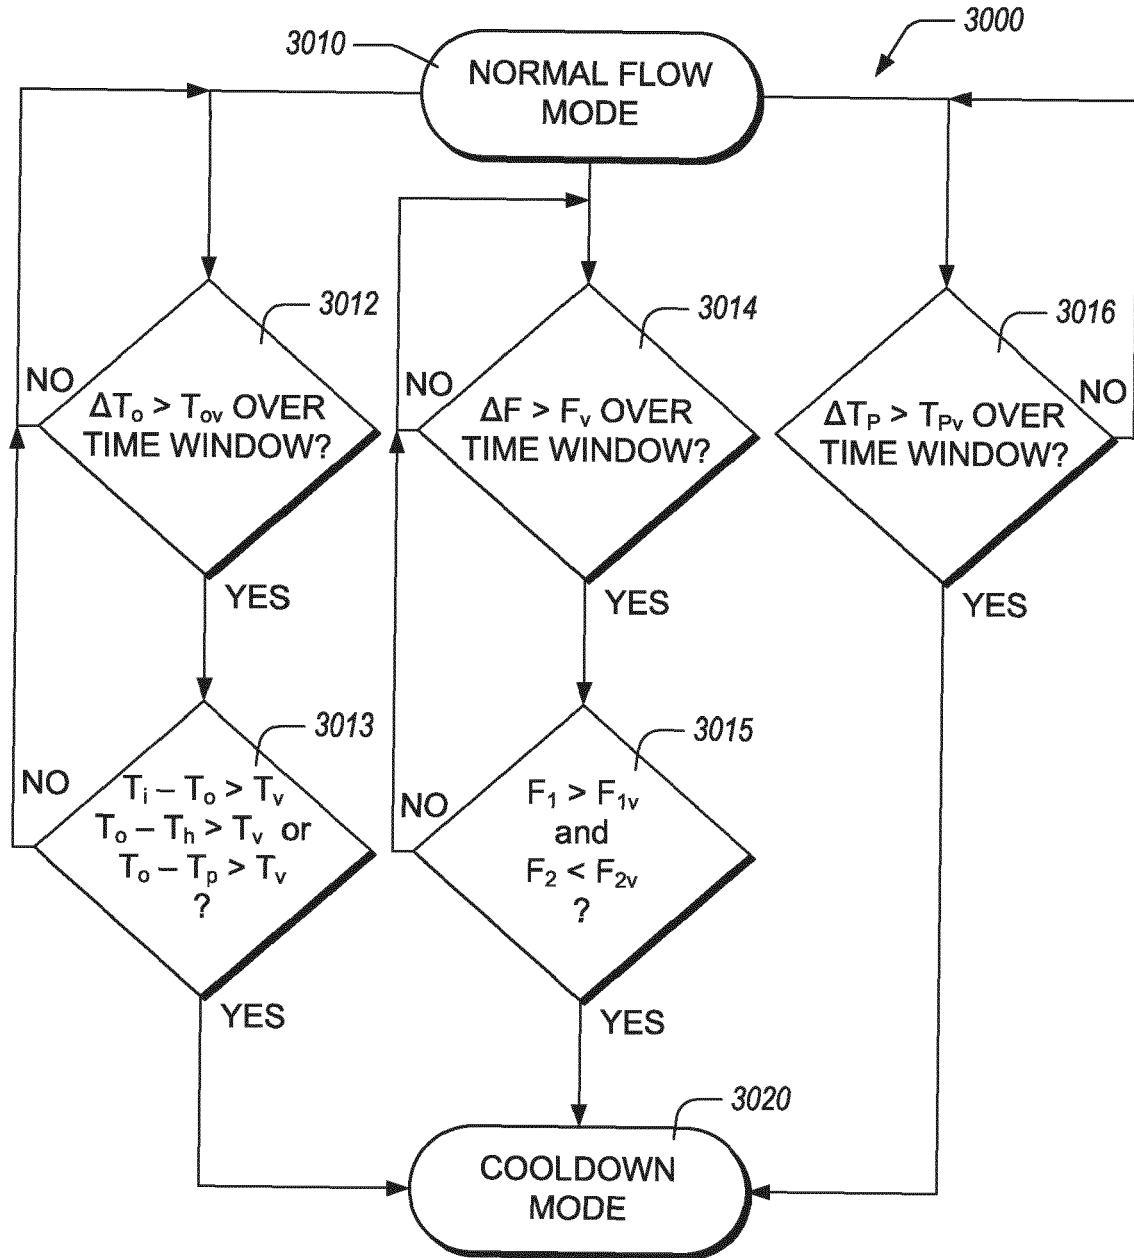 3000
3010
NORMAL FLOW
MODE
3012
3014
3016
NO
ΔTo > Tov OVER
TIME WINDOW?
NO
ΔF > Fv OVER
TIME WINDOW?
NO
ΔTP > TPv OVER
TIME WINDOW?
YES
YES
YES
3013
3015
NO
Ti – To > Tv
To – Th > Tv or
To – Tp > Tv
?
NO
F1 > F1v
and
F2 < F2v
?
YES
YES
3020
COOLDOWN
MODE